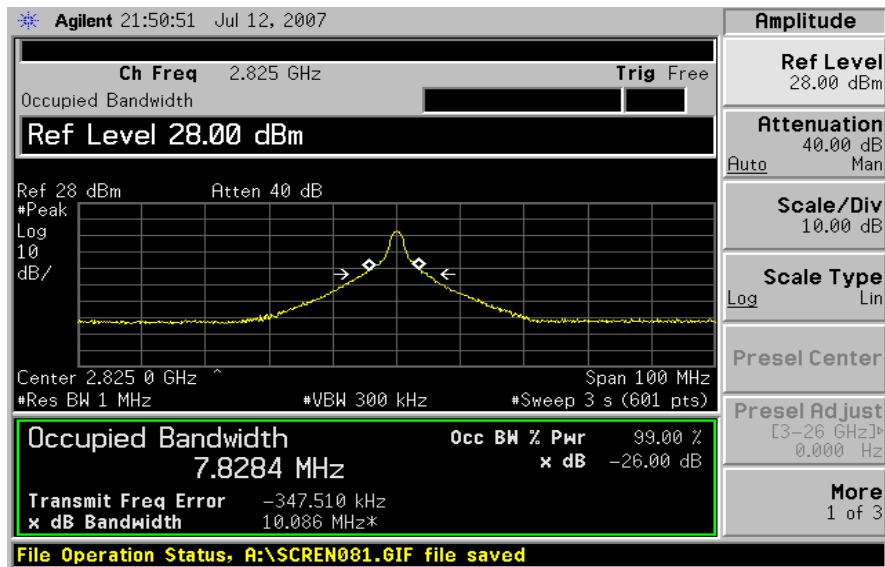 Agilent 21:50:51 Jul 12, 2007
Ch Freq 2.825 GHz Trig Free
Occupied Bandwidth
Ref Level 28.00 dBm
Ref 28 dBm Atten 40 dB
#Peak
Log
10
dB/
Center 2.825 0 GHz ^ Span 100 MHz
#Res BW 1 MHz #VBW 300 kHz #Sweep 3 s (601 pts)
Occupied Bandwidth Occ BW % Pwr 99.00 %
7.8284 MHz x dB -26.00 dB
Transmit Freq Error -347.510 kHz
x dB Bandwidth 10.086 MHz*
File Operation Status, A:\SCREN081.GIF file saved
Amplitude
Ref Level
28.00 dBm
Attenuation
40.00 dB
Auto Man
Scale/Div
10.00 dB
Scale Type
Log Lin
Presel Center
Presel Adjust
[3-26 GHz]
0.000 Hz
More
1 of 3